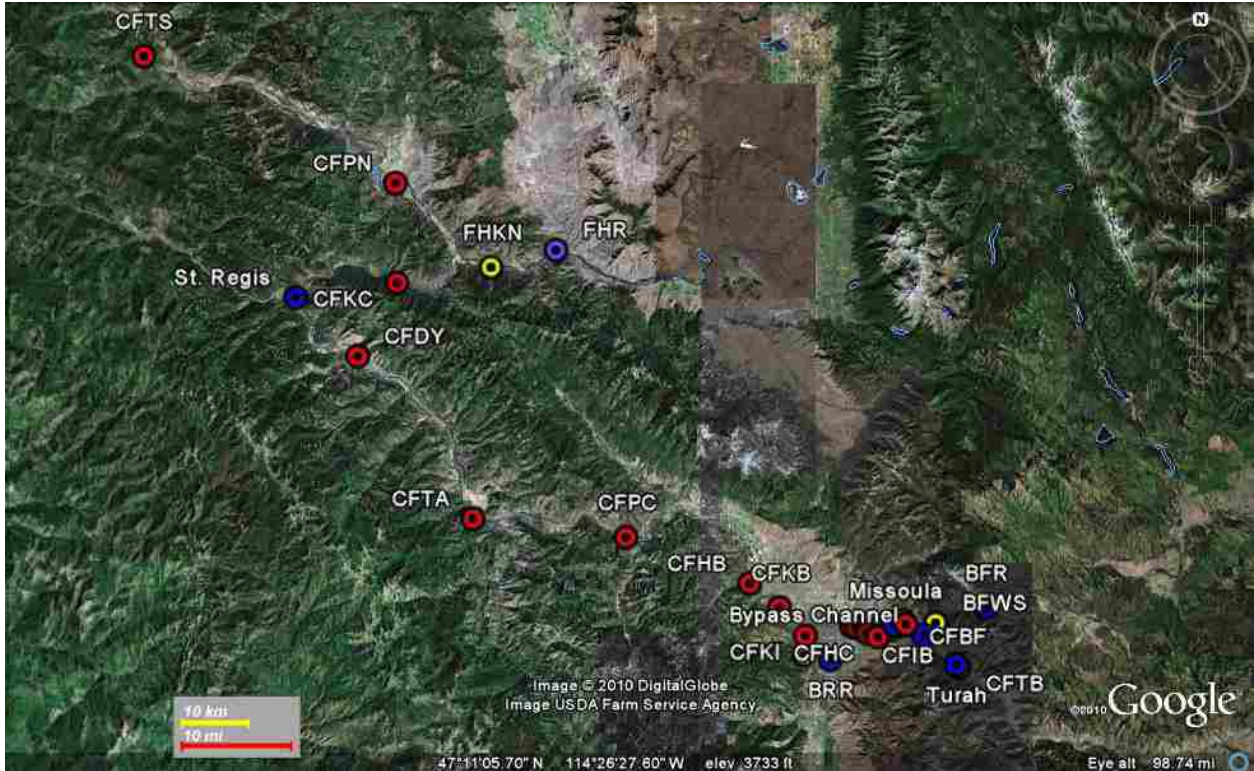 N
CFTS
CFPN
FHKN
FHR
St. Regis
CFKC
CFDY
CFTA
CFPC
CFHB
CFKB
Missoula
BFR
BFWS
Bypass Channel
CFBF
CFKI
CFHC
CFIB
CFTB
BRR
Turah
Image © 2010 DigitalGlobe
Image USDA Farm Service Agency
10 km
10 mi
©2010 Google
47°11'05.70" N 114°26'27.60" W elev 3733 ft Eye alt 98.74 mi